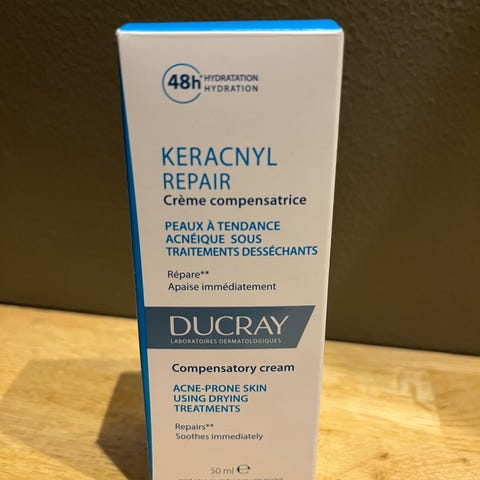 48h* HYDRATATION
HYDRATION
KERACNYL
REPAIR
Crème compensatrice
PEAUX À TENDANCE
ACNÉIQUE SOUS
TRAITEMENTS DESSÉCHANTS
Répare**
Apaise immédiatement
DUCRAY
LABORATOIRES DERMATOLOGIQUES
Compensatory cream
ACNE-PRONE SKIN
USING DRYING
TREATMENTS
Repairs**
Soothes immediately
50 ml ℮